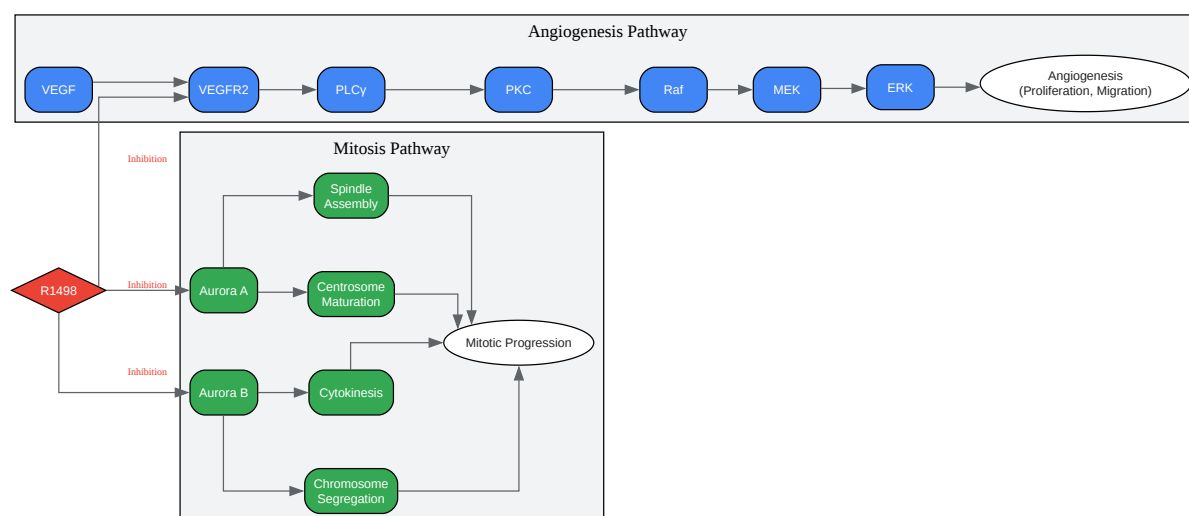 Angiogenesis Pathway
VEGF
VEGFR2
PLCγ
PKC
Raf
MEK
ERK
Angiogenesis
(Proliferation, Migration)
Inhibition
Mitosis Pathway
Spindle
Assembly
R1498
Inhibition
Aurora A
Centrosome
Maturation
Mitotic Progression
Inhibition
Aurora B
Cytokinesis
Chromosome
Segregation